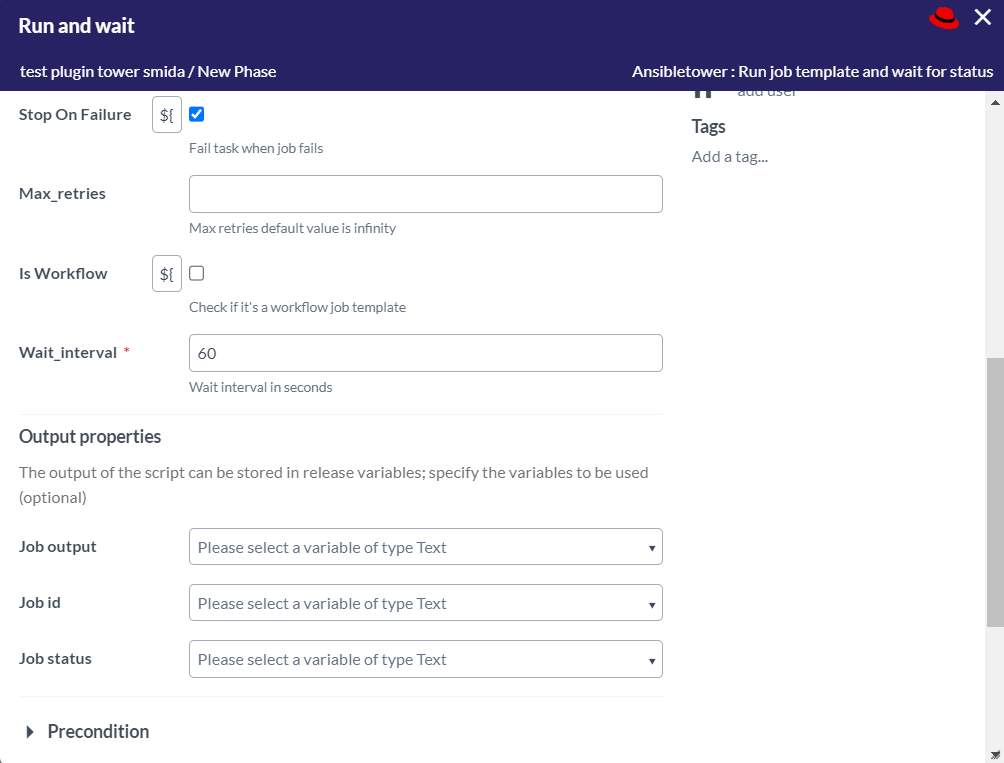 Run and wait
test plugin tower smida / New Phase
Ansibletower : Run job template and wait for status
add user
Stop On Failure
${
Fail task when job fails
Tags
Add a tag...
Max_retries
Max retries default value is infinity
Is Workflow
${
Check if it's a workflow job template
Wait_interval *
60
Wait interval in seconds
Output properties
The output of the script can be stored in release variables; specify the variables to be used
(optional)
Job output
Please select a variable of type Text
Job id
Please select a variable of type Text
Job status
Please select a variable of type Text
Precondition